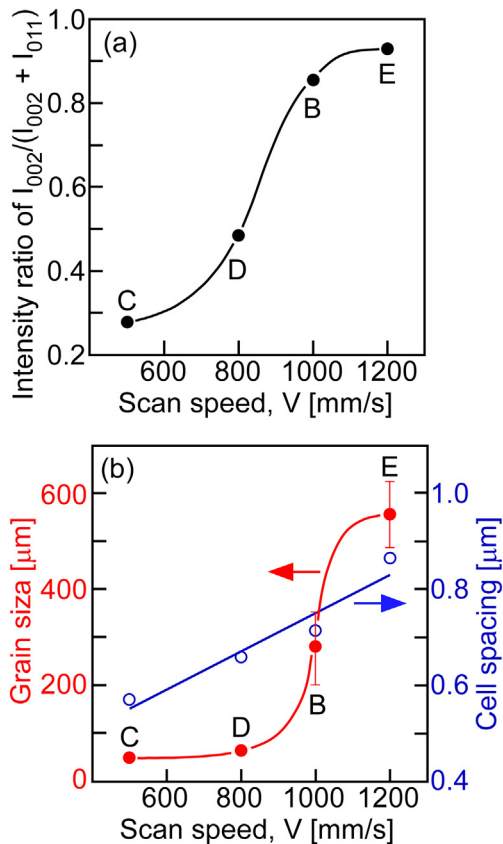 (a)
Intensity ratio of I002/(I002 + I011)
1.0
0.8
0.6
0.4
0.2
C
D
B
E
600 800 1000 1200
Scan speed, V [mm/s]
(b)
Grain siza [μm]
600
400
200
0
C
D
B
E
1.0
0.8
0.6
0.4
Cell spacing [μm]
600 800 1000 1200
Scan speed, V [mm/s]